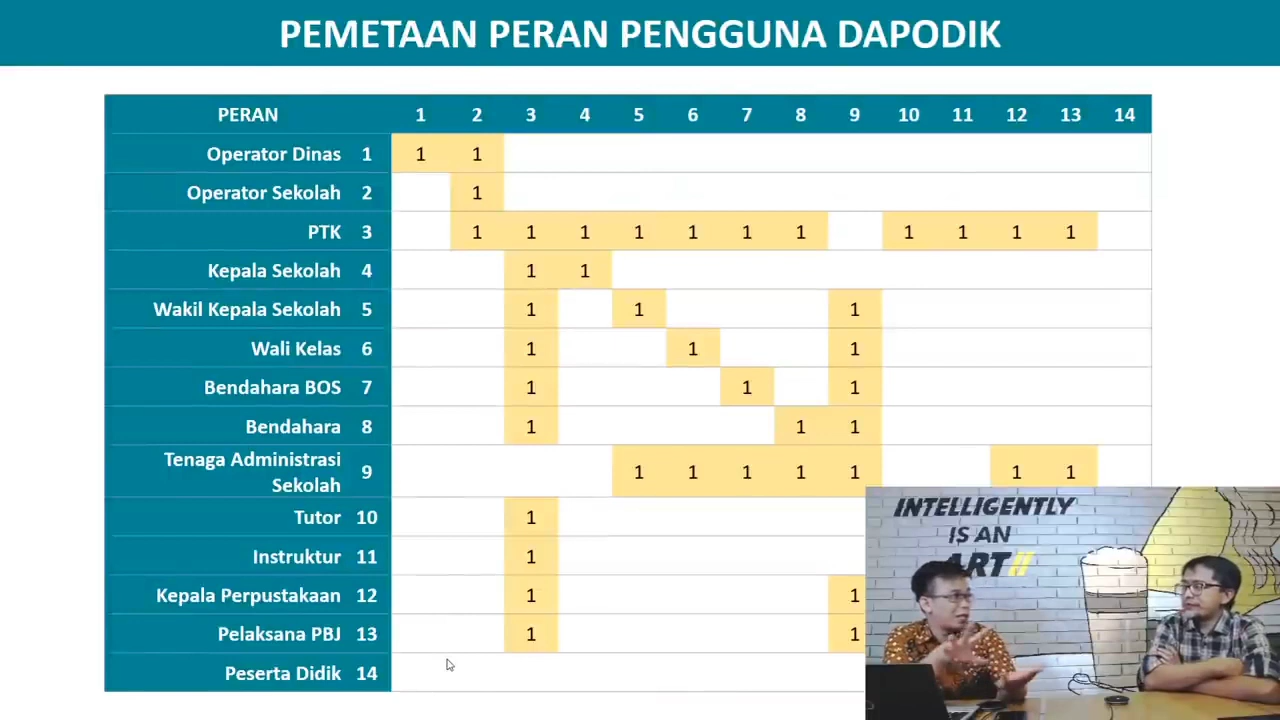 PEMETAAN PERAN PENGGUNA DAPODIK
PERAN 1 2 3 4 5 6 7 8 9 10 11 12 13 14
Operator Dinas 1 1 1
Operator Sekolah 2 1
PTK 3 1 1 1 1 1 1 1 1 1 1 1
Kepala Sekolah 4 1 1
Wakil Kepala Sekolah 5 1 1 1
Wali Kelas 6 1 1 1
Bendahara BOS 7 1 1 1
Bendahara 8 1 1 1
Tenaga Administrasi
Sekolah 9 1 1 1 1 1 1 1
Tutor 10 1
Instruktur 11 1
Kepala Perpustakaan 12 1 1
Pelaksana PBJ 13 1 1
Peserta Didik 14
INTELLIGENTLY
IS AN
ART!!